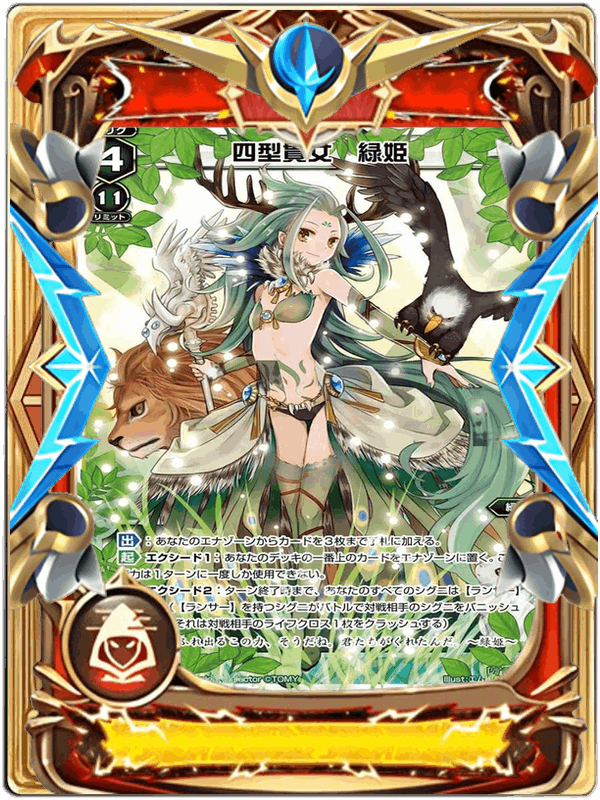 四型貫女 緑姫
4
11
リミット
出:あなたのエナゾーンからカードを3枚まで手札に加える。
起 エクシード1:あなたのデッキの一番上のカードをエナゾーンに置く。こ
力は1ターンに一度しか使用できない。
エクシード2:ターン終了時まで、あなたのすべてのシグニは【ランサー】
(【ランサー】を持つシグニがバトルで対戦相手のシグニをバニッシュ
それは対戦相手のライフクロス1枚をクラッシュする)
ふれ出るこの力、そうだね。君たちがくれたんだ。～緑姫～
lector ©TOMY
Illust:エム